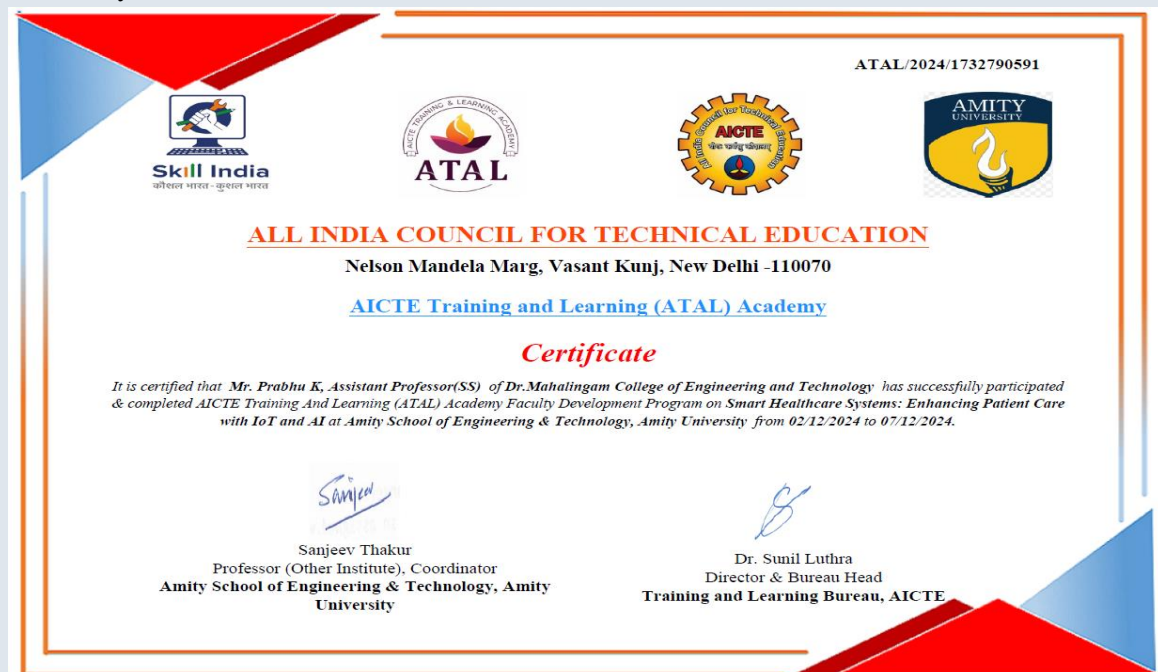 ATAL/2024/1732790591
Skill India
कौशल भारत - कुशल भारत
AICTE TRAINING & LEARNING ACADEMY
ATAL
All India Council for Technical Education
AICTE
AMITY
UNIVERSITY
ALL INDIA COUNCIL FOR TECHNICAL EDUCATION
Nelson Mandela Marg, Vasant Kunj, New Delhi -110070
AICTE Training and Learning (ATAL) Academy
Certificate
It is certified that Mr. Prabhu K, Assistant Professor(SS) of Dr.Mahalingam College of Engineering and Technology has successfully participated
& completed AICTE Training And Learning (ATAL) Academy Faculty Development Program on Smart Healthcare Systems: Enhancing Patient Care
with IoT and AI at Amity School of Engineering & Technology, Amity University from 02/12/2024 to 07/12/2024.
Sanjeev
Sanjeev Thakur
Professor (Other Institute), Coordinator
Amity School of Engineering & Technology, Amity
University
Dr. Sunil Luthra
Director & Bureau Head
Training and Learning Bureau, AICTE